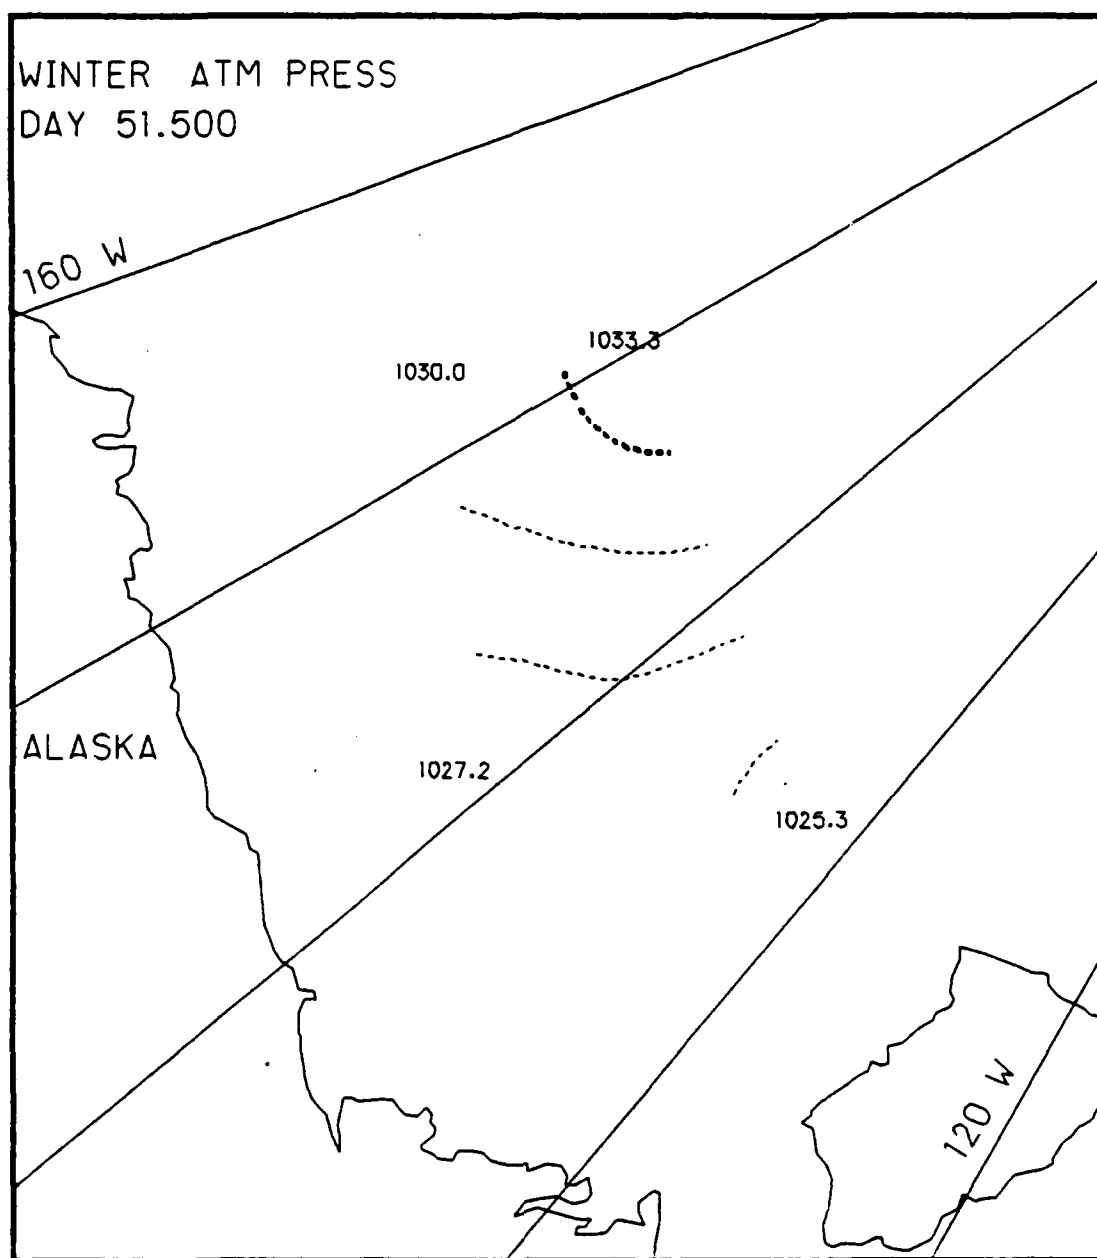 WINTER ATM PRESS
DAY 51.500
160 W
1033.3
1030.0
ALASKA
1027.2
1025.3
120 W